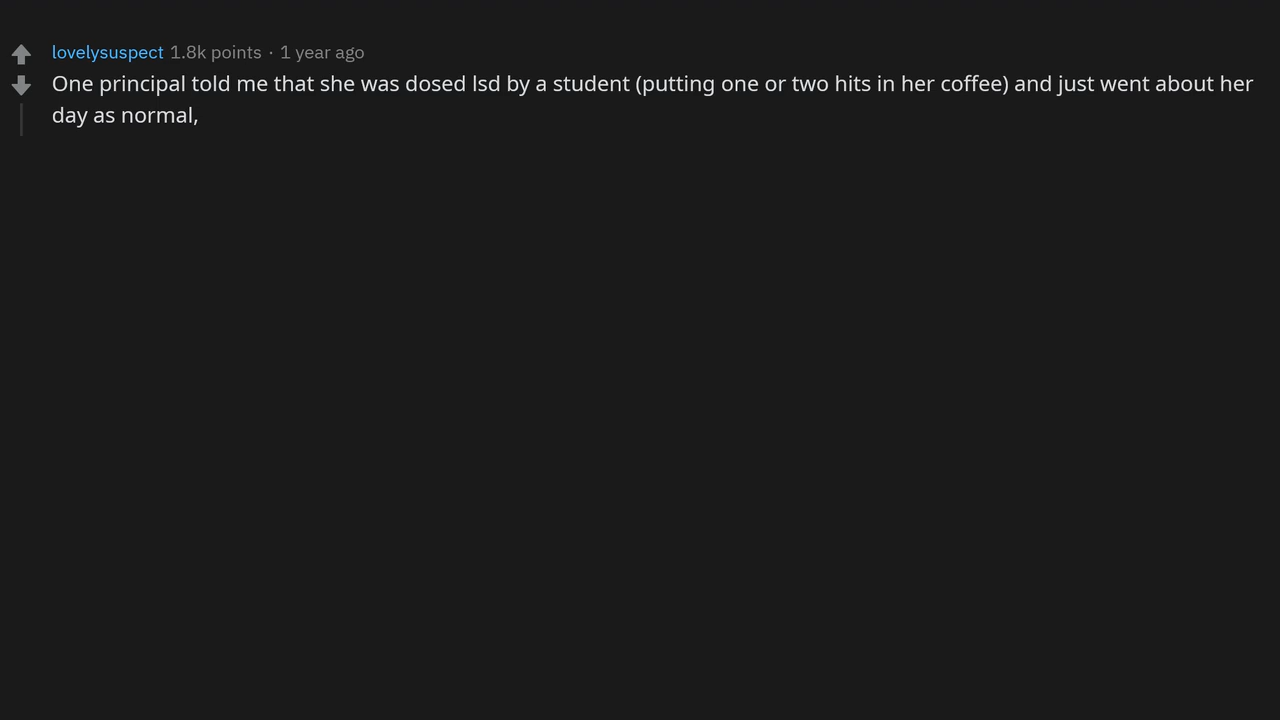 lovelysuspect 1.8k points · 1 year ago
One principal told me that she was dosed lsd by a student (putting one or two hits in her coffee) and just went about her
day as normal,